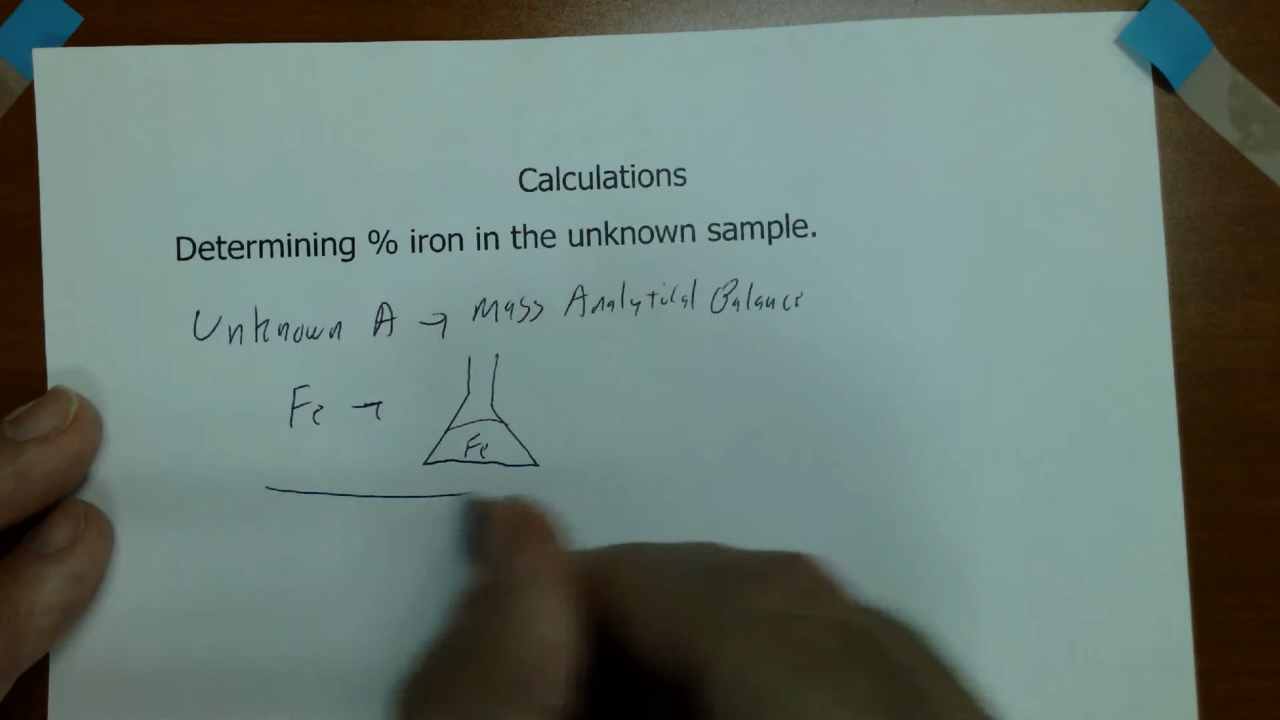 Calculations
Determining % iron in the unknown sample.
Unknown A → Mass Analytical Balance
Fe →
Fe